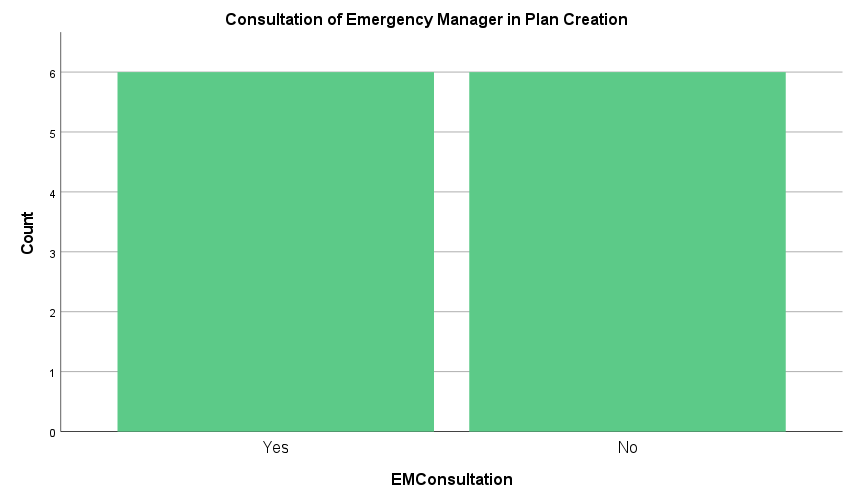 Consultation of Emergency Manager in Plan Creation
Count
6
5
4
3
2
1
0
Yes No
EMConsultation